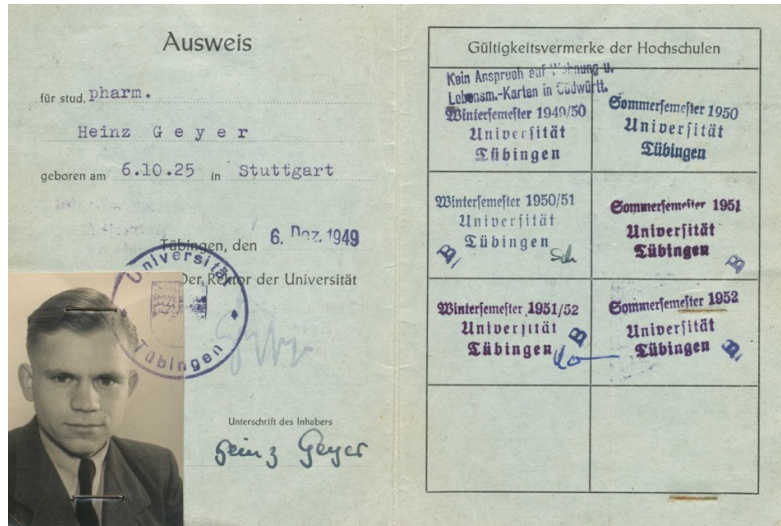 Ausweis
für stud. pharm.
Heinz Geyer
geboren am 6.10.25 in Stuttgart
Tübingen, den 6. Dez. 1949
Der Rektor der Universität
Universität
Tübingen
Unterschrift des Inhabers
Heinz Geyer
Gültigkeitsvermerke der Hochschulen
Kein Anspruch auf Wohnung u.
Lebensm.-Karten in Südwürtt.
Wintersemester 1949/50
Universität
Tübingen
Sommersemester 1950
Universität
Tübingen
Wintersemester 1950/51
Universität
Tübingen
B
Sommersemester 1951
Universität
Tübingen
B
Wintersemester 1951/52
Universität
Tübingen
B
Sommersemester 1952
Universität
Tübingen
B